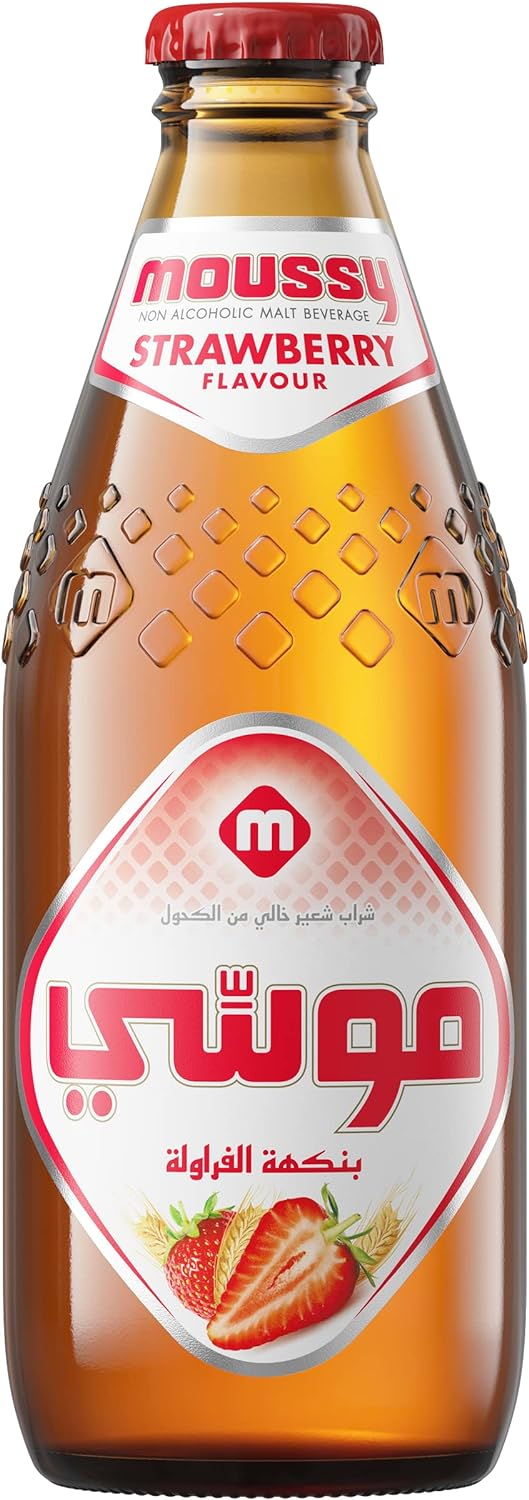 moussy
NON ALCOHOLIC MALT BEVERAGE
STRAWBERRY
FLAVOUR
m
m
m
شراب شعير خالي من الكحول
موسّي
بنكهة الفراولة